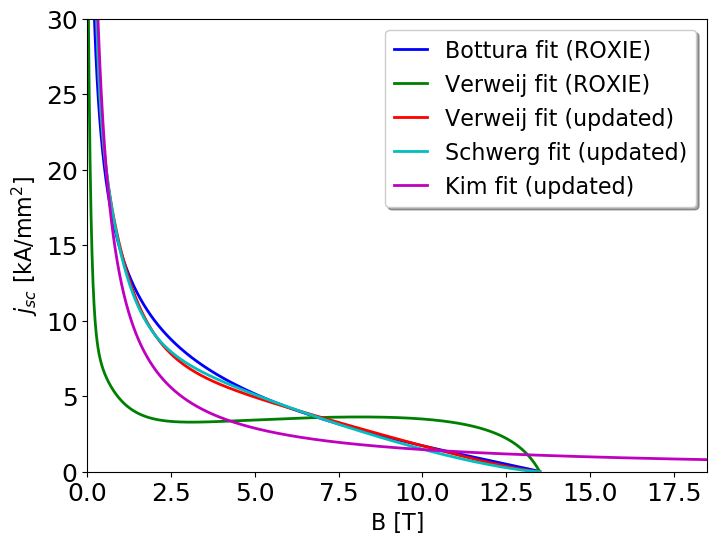 30
25
20
15
10
5
0
j_sc [kA/mm²]
Bottura fit (ROXIE)
Verweij fit (ROXIE)
Verweij fit (updated)
Schwerg fit (updated)
Kim fit (updated)
0.0 2.5 5.0 7.5 10.0 12.5 15.0 17.5
B [T]